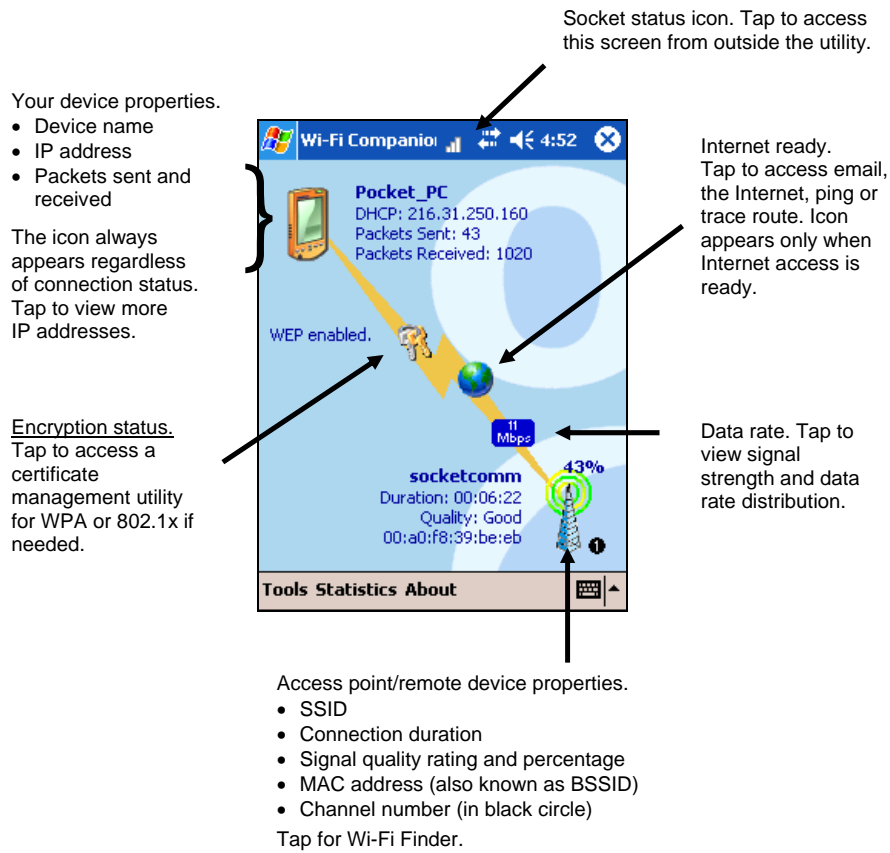 Socket status icon. Tap to access
this screen from outside the utility.
Your device properties.
• Device name
• IP address
• Packets sent and
received
The icon always
appears regardless
of connection status.
Tap to view more
IP addresses.
Encryption status.
Tap to access a
certificate
management utility
for WPA or 802.1x if
needed.
Wi-Fi Companior 4:52
Pocket_PC
DHCP: 216.31.250.160
Packets Sent: 43
Packets Received: 1020
WEP enabled.
11
Mbps
43%
socketcomm
Duration: 00:06:22
Quality: Good
00:a0:f8:39:be:eb
1
Tools Statistics About
Internet ready.
Tap to access email,
the Internet, ping or
trace route. Icon
appears only when
Internet access is
ready.
Data rate. Tap to
view signal
strength and data
rate distribution.
Access point/remote device properties.
• SSID
• Connection duration
• Signal quality rating and percentage
• MAC address (also known as BSSID)
• Channel number (in black circle)
Tap for Wi-Fi Finder.